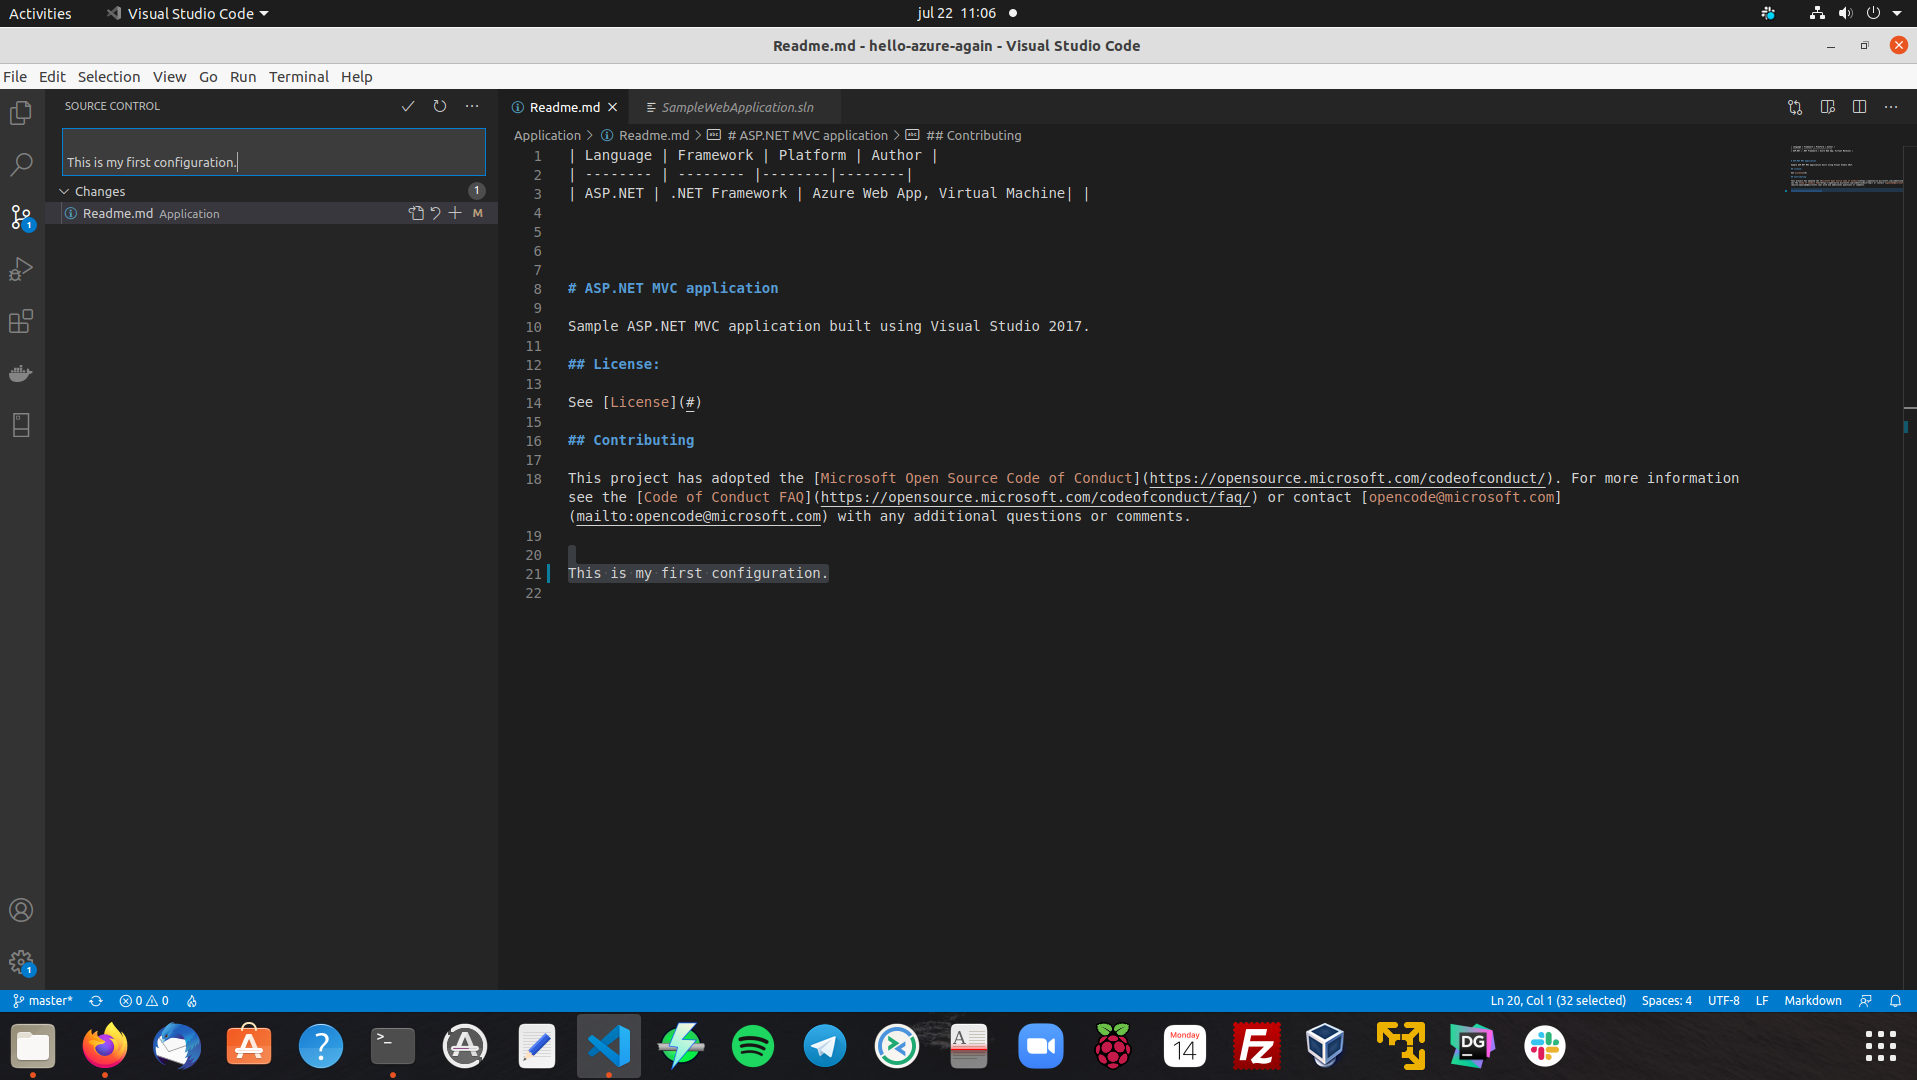 Activities
Visual Studio Code
jul 22 11:06
Readme.md - hello-azure-again - Visual Studio Code
File Edit Selection View Go Run Terminal Help
SOURCE CONTROL
This is my first configuration.
Changes
1
Readme.md Application
M
1
1
Readme.md
SampleWebApplication.sln
Application > Readme.md > # ASP.NET MVC application > ## Contributing
1 | Language | Framework | Platform | Author |
2 | -------- | -------- |--------|--------|
3 | ASP.NET | .NET Framework | Azure Web App, Virtual Machine| |
4
5
6
7
8 # ASP.NET MVC application
9
10 Sample ASP.NET MVC application built using Visual Studio 2017.
11
12 ## License:
13
14 See [License](#)
15
16 ## Contributing
17
18 This project has adopted the [Microsoft Open Source Code of Conduct](https://opensource.microsoft.com/codeofconduct/). For more information
see the [Code of Conduct FAQ](https://opensource.microsoft.com/codeofconduct/faq/) or contact [opencode@microsoft.com]
(mailto:opencode@microsoft.com) with any additional questions or comments.
19
20
21 This is my first configuration.
22
master* 0 0
Ln 20, Col 1 (32 selected) Spaces: 4 UTF-8 LF Markdown
Monday
14
DG